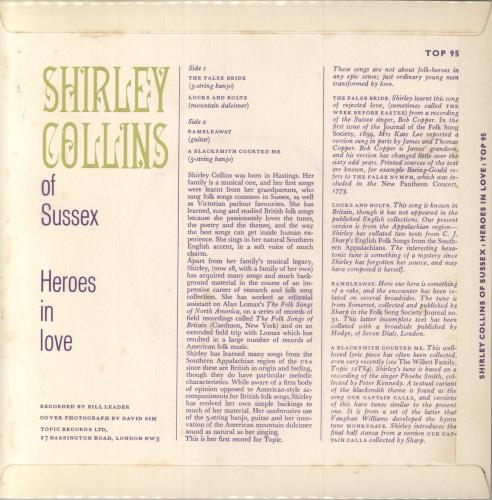 TOP 95
SHIRLEY
COLLINS
of
Sussex
Heroes
in
love
RECORDED BY BILL LEADER
COVER PHOTOGRAPH BY DAVID SIM
TOPIC RECORDS LTD,
27 NASSINGTON ROAD, LONDON NW3
Side 1
THE FALSE BRIDE
(5-string banjo)
LOCKS AND BOLTS
(mountain dulcimer)
Side 2
RAMBLEAWAY
(guitar)
A BLACKSMITH COURTED ME
(5-string banjo)
Shirley Collins was born in Hastings. Her
family is a musical one, and her first songs
were learnt from her grandparents, who
sang folk songs common in Sussex, as well
as Victorian parlour favourites. She has
learned, sung and studied British folk songs
because she passionately loves the tunes,
the poetry and the themes, and the way
the best songs can get inside human ex-
perience. She sings in her natural Southern
English accent, in a soft voice of much
charm.
Apart from her family's musical legacy,
Shirley, (now 28, with a family of her own)
has acquired many songs and much back-
ground material in the course of an im-
pressive career of research and folk song
collection. She has worked as editorial
assistant on Alan Lomax's The Folk Songs
of North America, on a series of records of
field recordings called The Folk Songs of
Britain (Caedmon, New York) and on an
extended field trip with Lomax which has
resulted in a large number of records of
American folk music.
Shirley has learned many songs from the
Southern Appalachian region of the USA
since these are British in origin and feeling,
though they do have particular melodic
characteristics. While aware of a firm body
of opinion opposed to American-style ac-
companiments for British folk songs, Shirley
has evolved her own simple backings to
much of her material. Her unobtrusive use
of the 5-string banjo, guitar and her inno-
vation of the American mountain dulcimer
sound as natural as her singing.
This is her first record for Topic.
These songs are not about folk-heroes in
any epic sense; just ordinary young men
transformed by love.
THE FALSE BRIDE. Shirley learnt this song
of rejected love, (sometimes called THE
WEEK BEFORE EASTER) from a recording
of the Sussex singer, Bob Copper. In the
first issue of the Journal of the Folk Song
Society, 1899, Mrs Kate Lee reported a
version sung in parts by James and Thomas
Copper. Bob Copper is James' grandson,
and his version has changed little over the
sixty odd years. Printed sources of the text
are known, for example Baring-Gould re-
fers to THE FALSE NYMPH, which was in-
cluded in the New Pantheon Concert,
1773.
LOCKS AND BOLTS. This song is known in
Britain, though it has not appeared in the
published English collections. Our present
version is from the Appalachian region—
Shirley has collated two texts from C. J.
Sharp's English Folk Songs from the South-
ern Appalachians. The interesting hexa-
tonic tune is something of a mystery since
Shirley has forgotten her source, and may
have composed it herself.
RAMBLEAWAY. Here our hero is something
of a rake, and the encounter has been re-
lated on several broadsides. The tune is
from Somerset, collected and published by
Sharp in the Folk Song Society Journal no.
31. This latter incomplete text has been
collated with a broadside published by
Hodge, of Seven Dials, London.
A BLACKSMITH COURTED ME. This well-
loved lyric piece has often been collected,
even very recently (see The Willett Family,
Topic 12T84). Shirley's tune is based on a
recording of the singer Phoebe Smith, col-
lected by Peter Kennedy. A textual variant
of the blacksmith theme is found as the
song OUR CAPTAIN CALLS, and versions
of this have tunes similar to the present
one. It is from a set of the latter that
Vaughan Williams developed the hymn
tune MONKSGATE. Shirley introduces the
final half stanza from a version OUR CAP-
TAIN CALLS collected by Sharp.
SHIRLEY COLLINS OF SUSSEX : HEROES IN LOVE : TOP 95